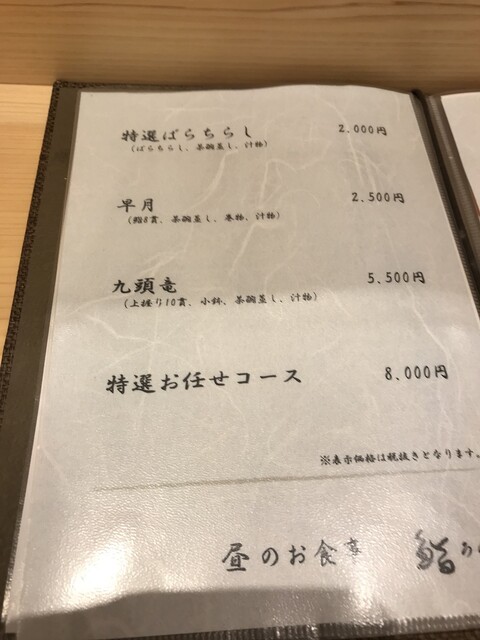 特選ばらちらし 2.000円
(ばらちらし、茶碗蒸し、汁物)
早月 2.500円
(鮨8貫、茶碗蒸し、巻物、汁物)
九頭竜 5,500円
(上握り10貫、小鉢、茶碗蒸し、汁物)
特選お任せコース 8.000円
※表示価格は税抜きとなります。
昼のお食事 鮨